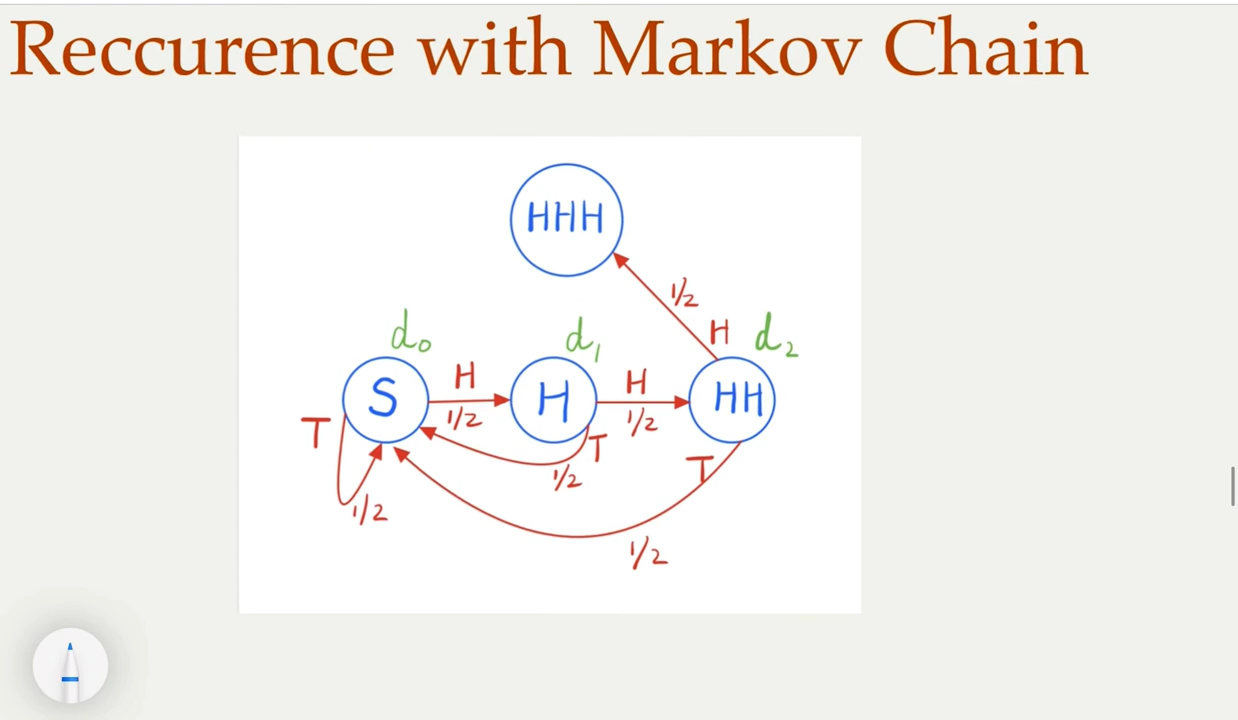 Reccurence with Markov Chain
HHH
1/2
H
d₀
d₁
d₂
S
H
1/2
H
H
1/2
HH
T
1/2
T
1/2
T
1/2